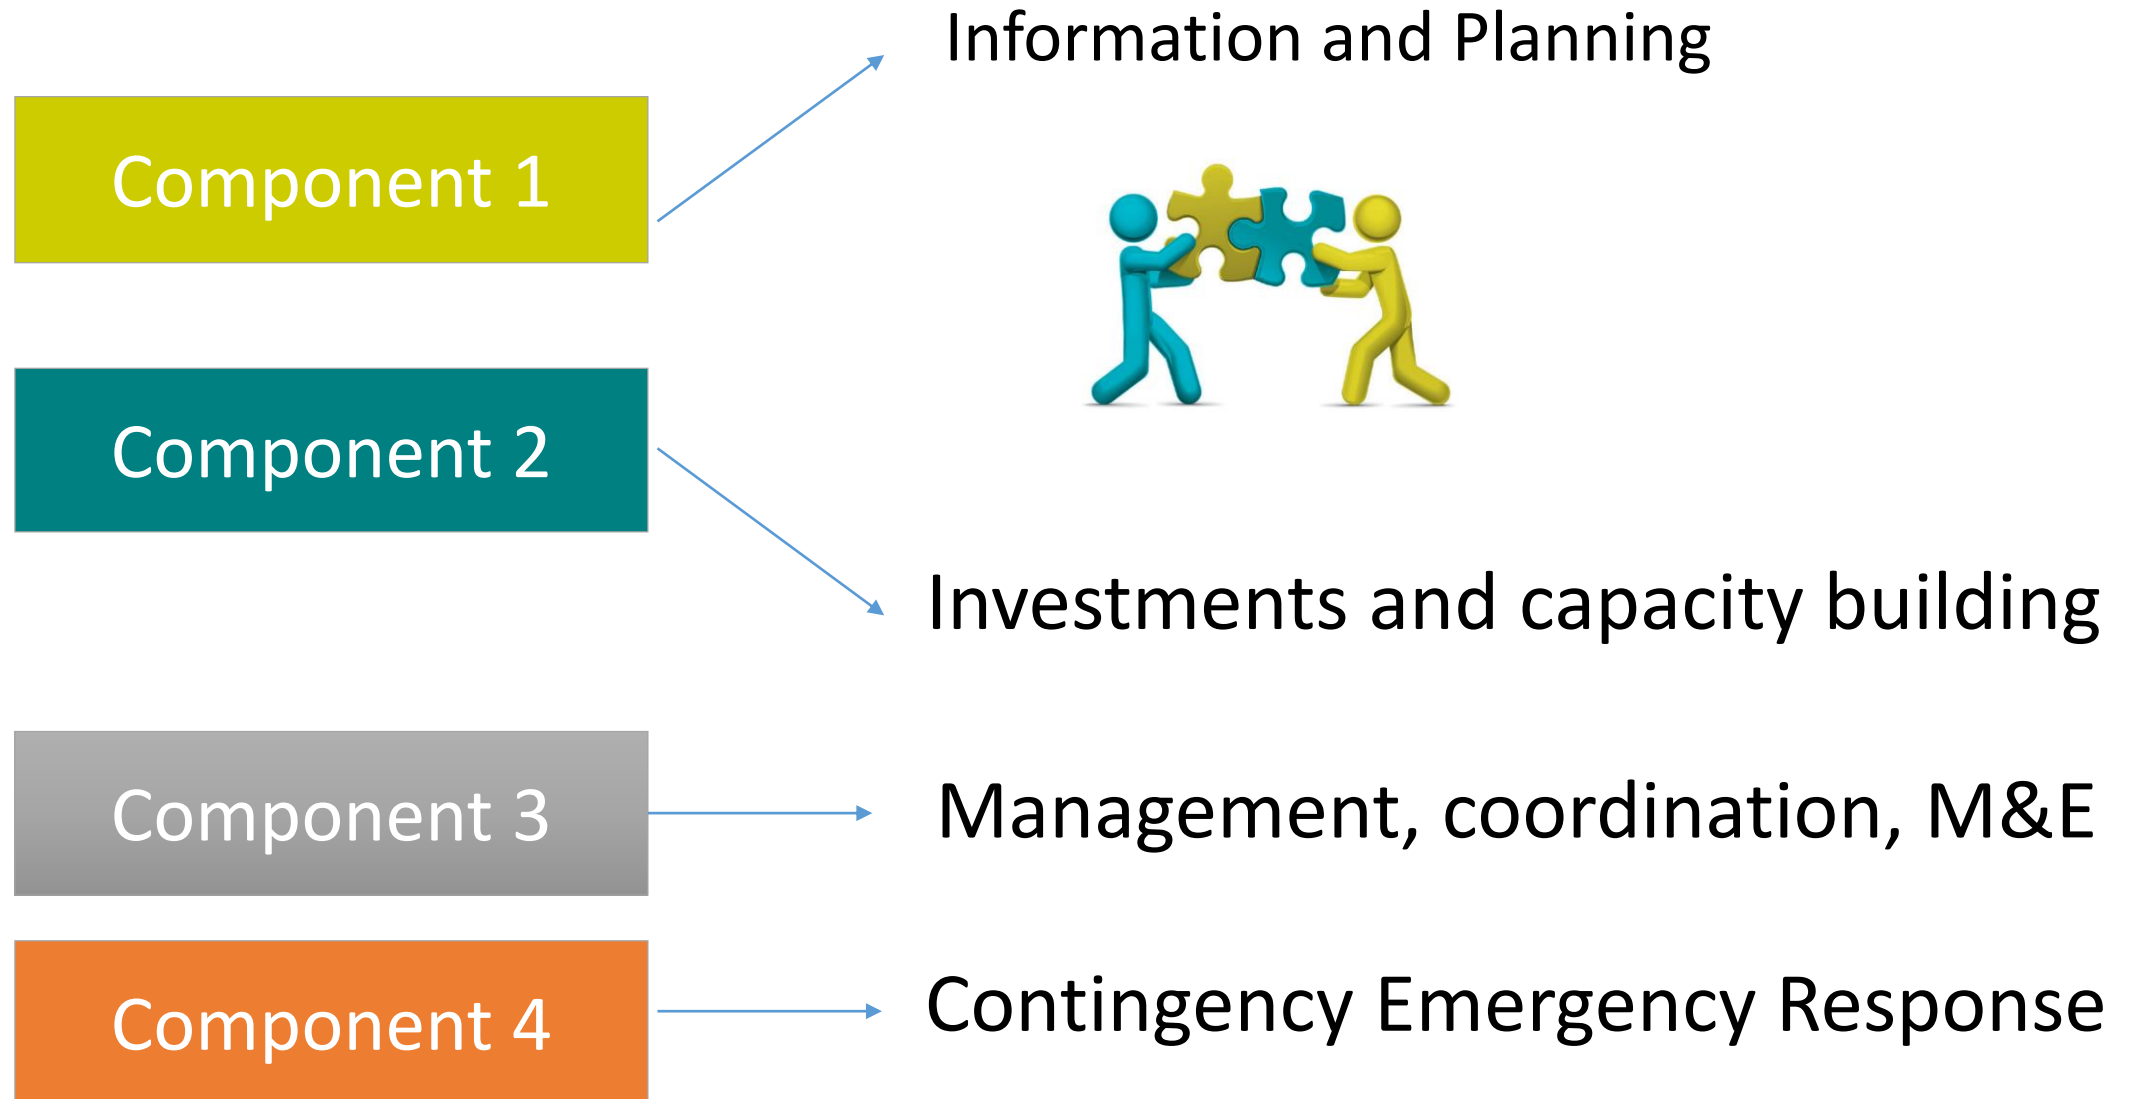 Information and Planning
Component 1
Component 2
Investments and capacity building
Component 3
Management, coordination, M&E
Component 4
Contingency Emergency Response